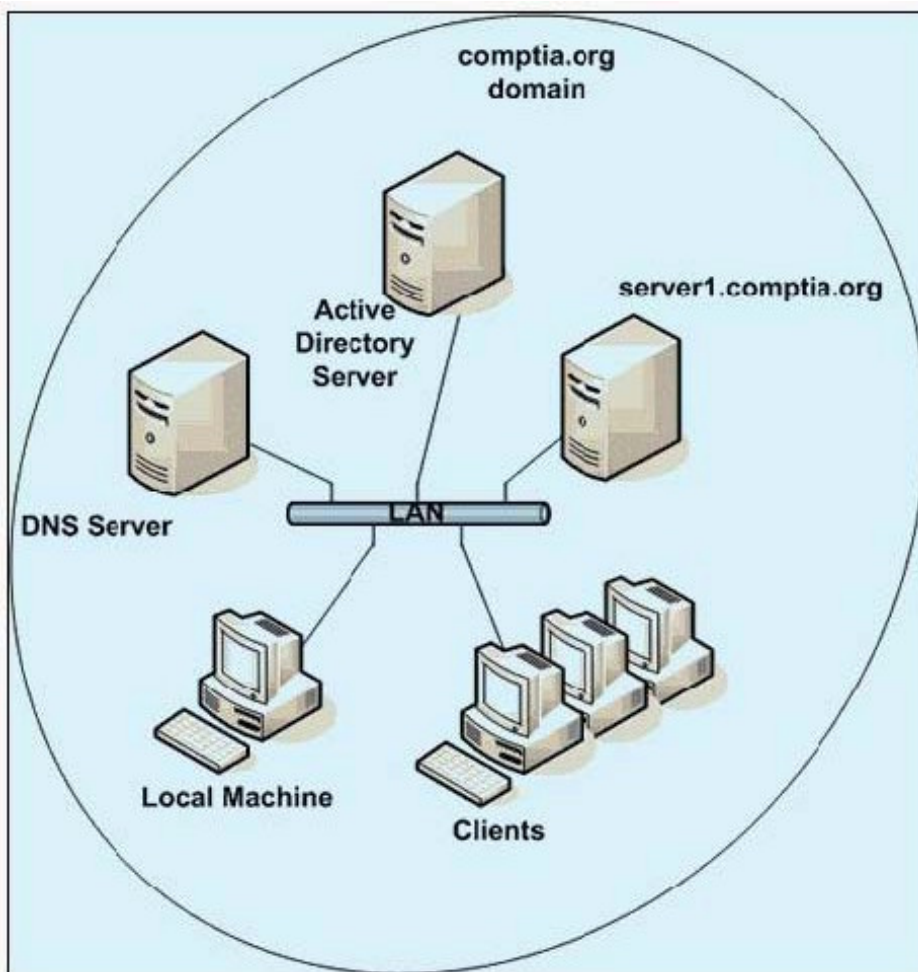 comptia.org
domain
Active
Directory
Server
server1.comptia.org
DNS Server
LAN
Local Machine
Clients